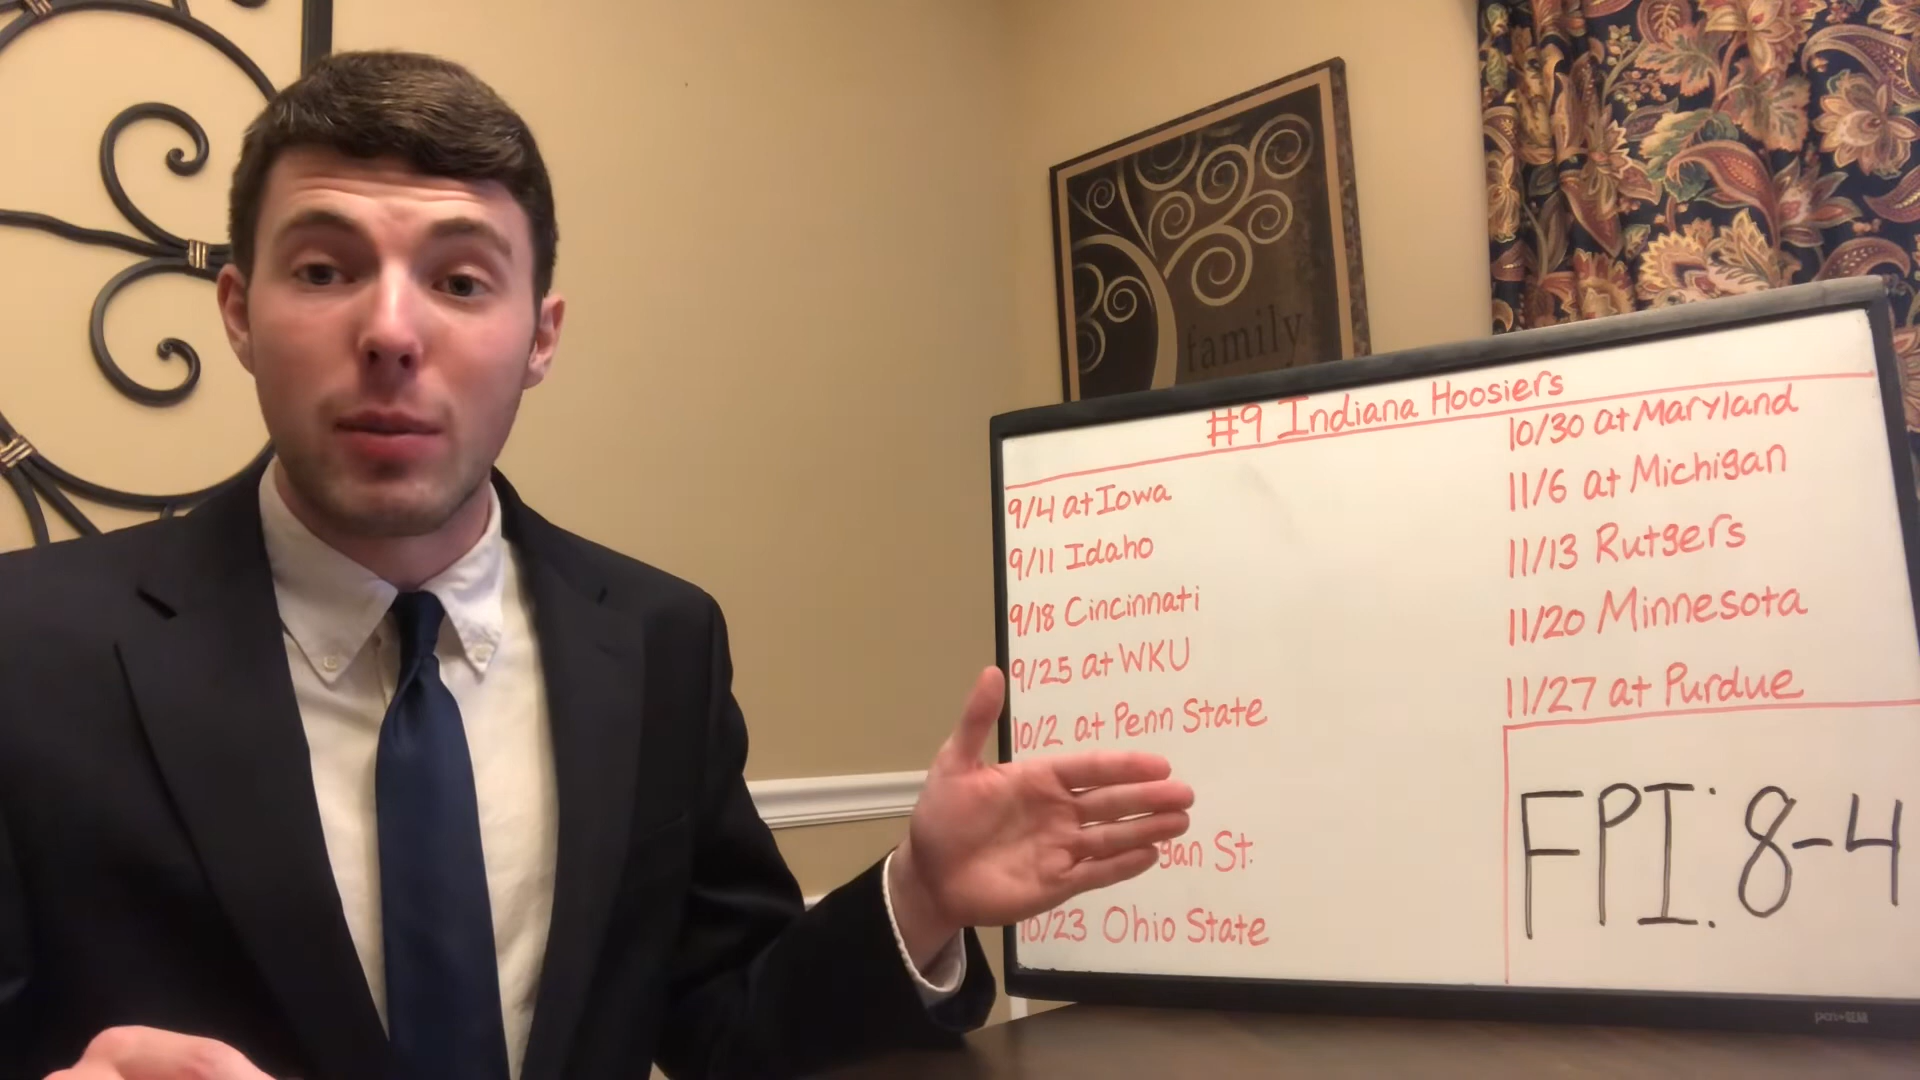 family
#9 Indiana Hoosiers
9/4 at Iowa
9/11 Idaho
9/18 Cincinnati
9/25 at WKU
10/2 at Penn State
gan St.
10/23 Ohio State
10/30 at Maryland
11/6 at Michigan
11/13 Rutgers
11/20 Minnesota
11/27 at Purdue
FPI: 8-4